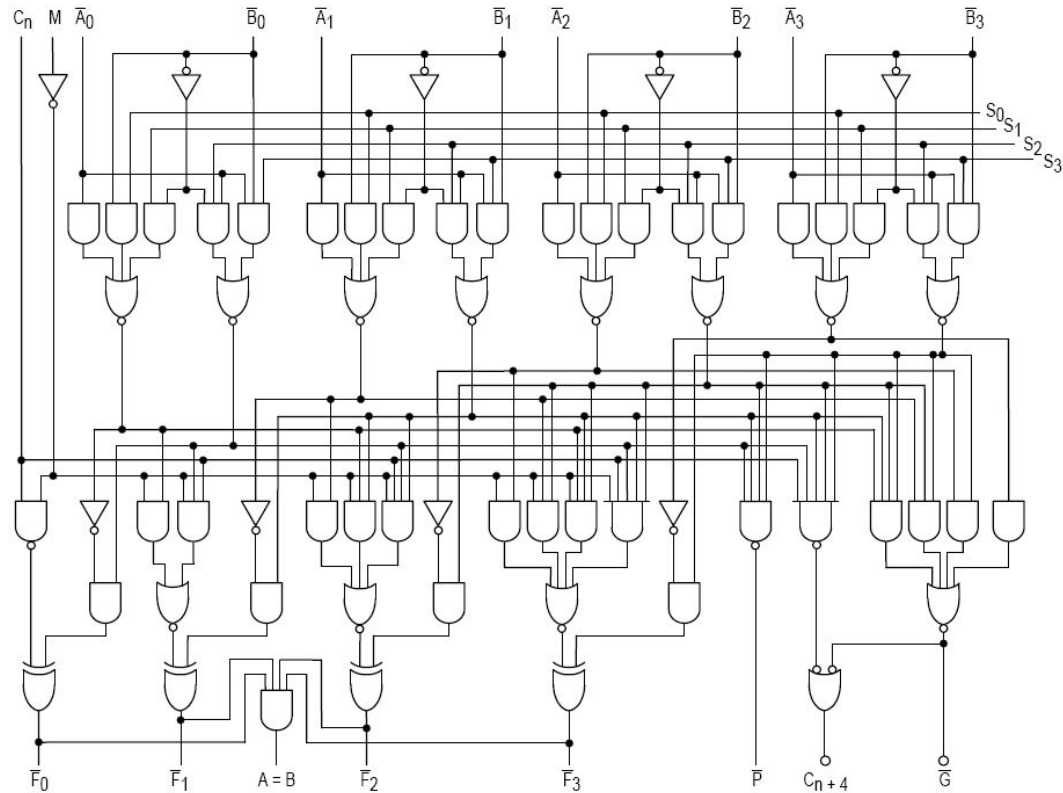 Cₙ M A̅₀ B̅₀ A̅₁ B̅₁ A̅₂ B̅₂ A̅₃ B̅₃
S₀
S₁
S₂
S₃
F̅₀ F̅₁ A = B F̅₂ F̅₃ P̅ Cₙ ₊ ₄ G̅